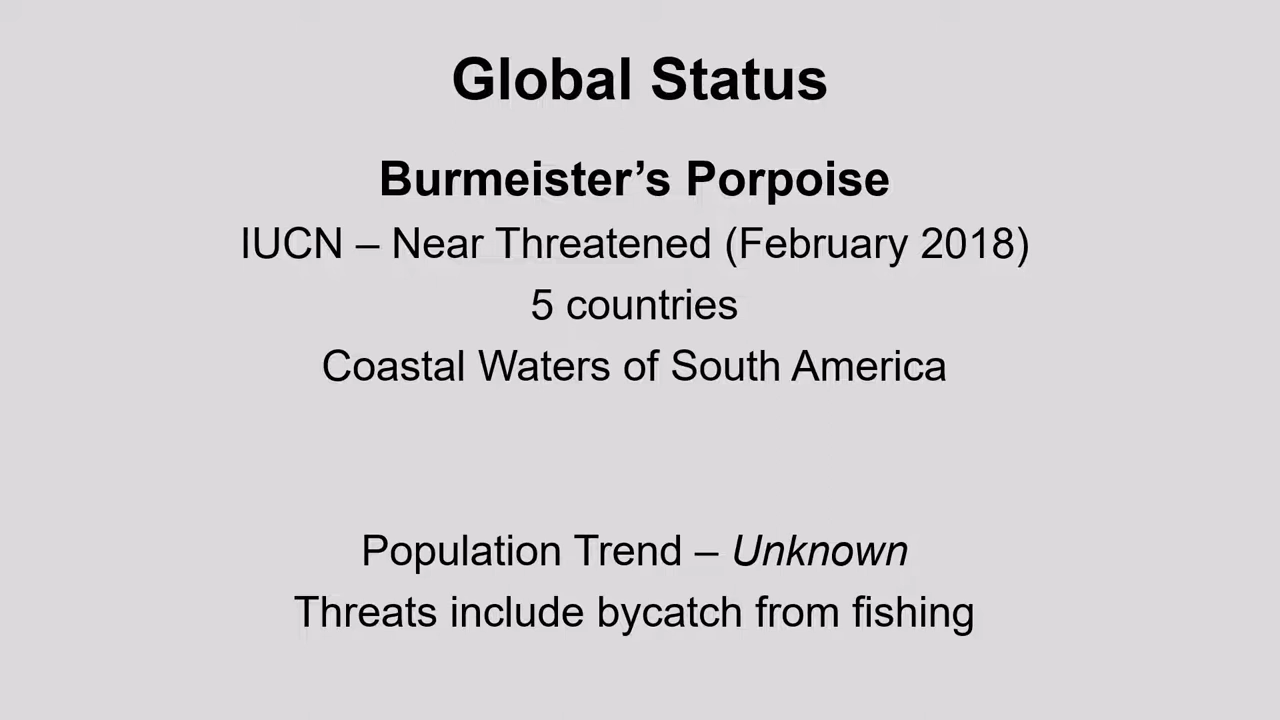 Global Status
Burmeister’s Porpoise
IUCN – Near Threatened (February 2018)
5 countries
Coastal Waters of South America
Population Trend – Unknown
Threats include bycatch from fishing